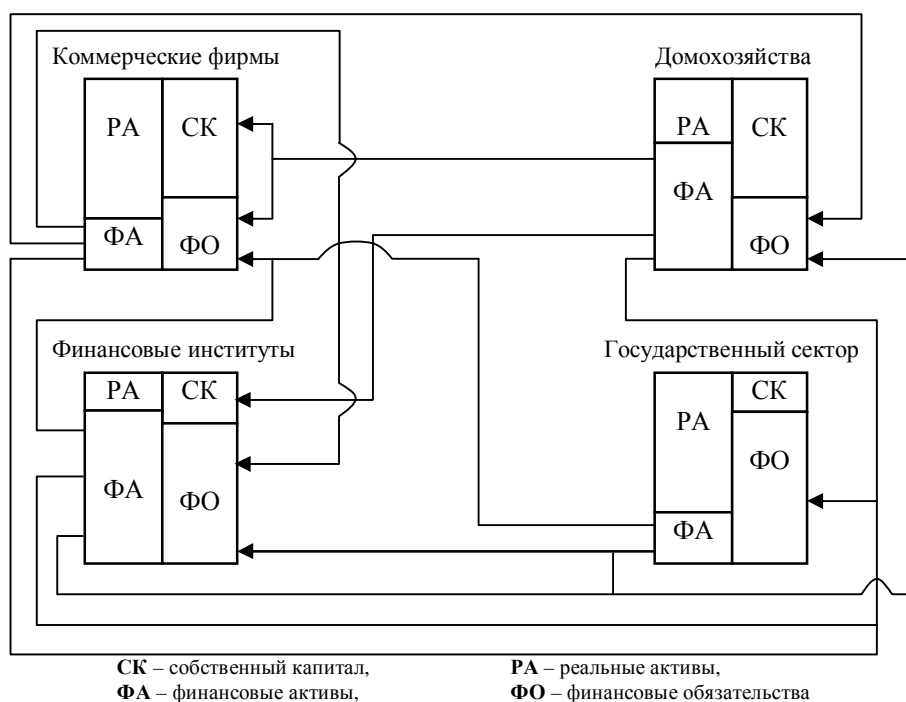 Коммерческие фирмы
РА
СК
ФА
ФО
Домохозяйства
РА
СК
ФА
ФО
Финансовые институты
РА
СК
ФА
ФО
Государственный сектор
РА
СК
ФО
ФА
СК – собственный капитал,
РА – реальные активы,
ФА – финансовые активы,
ФО – финансовые обязательства